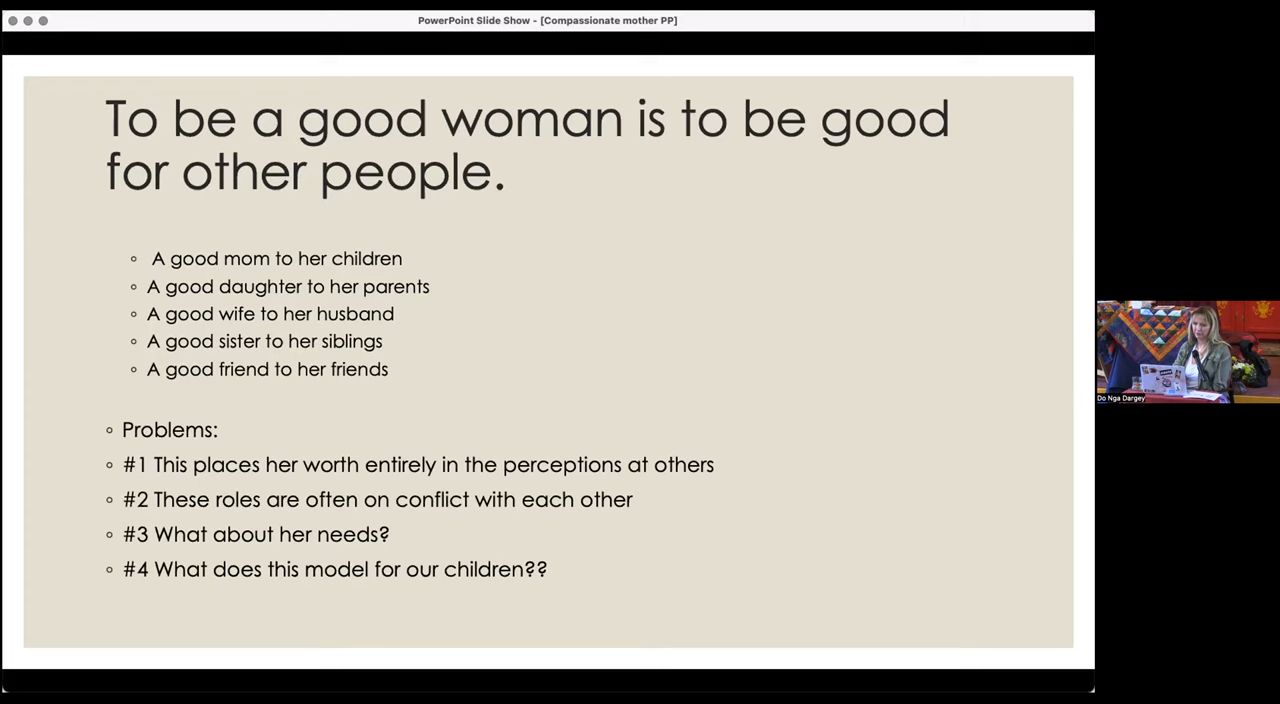 PowerPoint Slide Show - [Compassionate mother PP]
To be a good woman is to be good
for other people.
◦ A good mom to her children
◦ A good daughter to her parents
◦ A good wife to her husband
◦ A good sister to her siblings
◦ A good friend to her friends
◦ Problems:
◦ #1 This places her worth entirely in the perceptions at others
◦ #2 These roles are often on conflict with each other
◦ #3 What about her needs?
◦ #4 What does this model for our children??
Do Nga Dargey